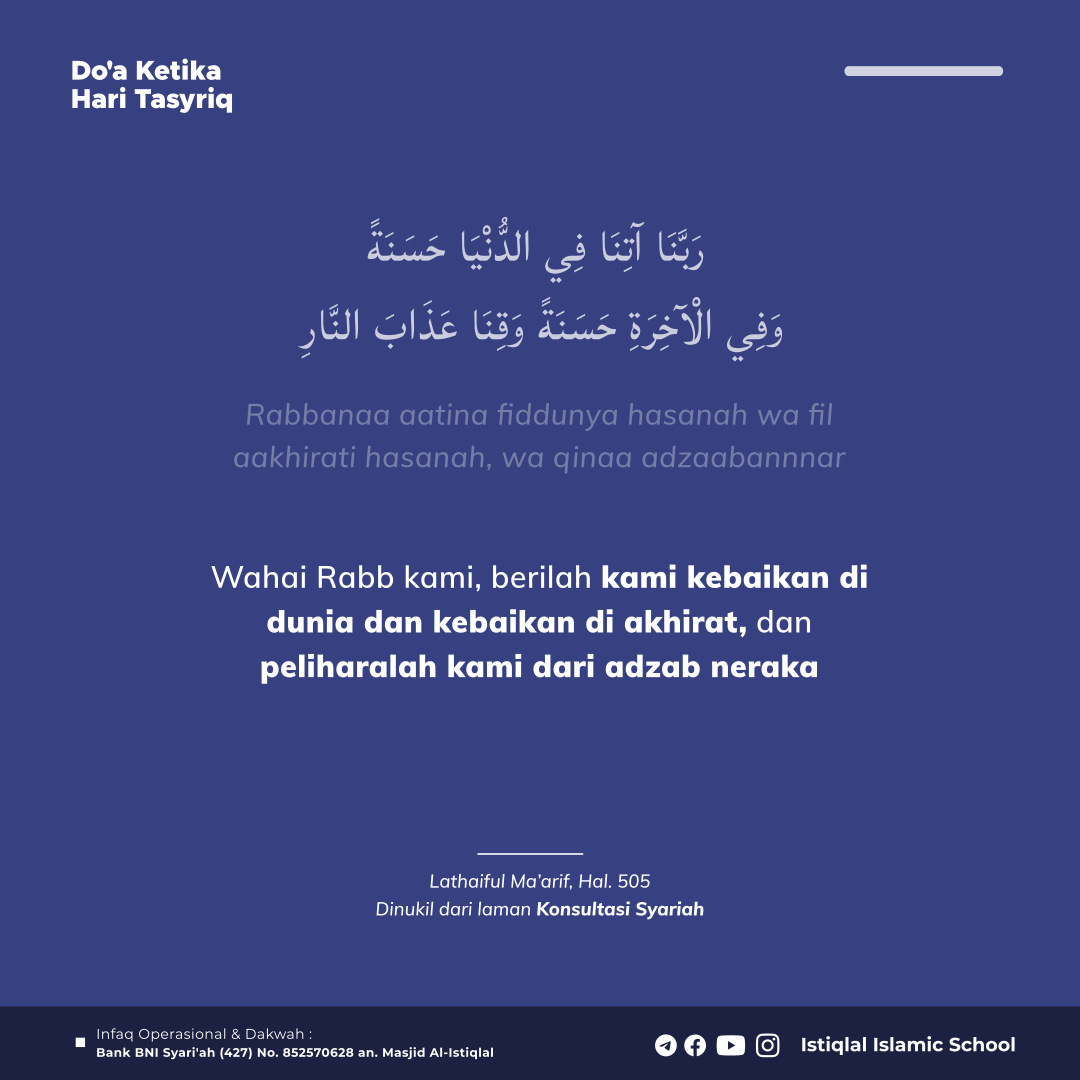 Do'a Ketika
Hari Tasyriq
رَبَّنَا آتِنَا فِي الدُّنْيَا حَسَنَةً
وَفِي الْآخِرَةِ حَسَنَةً وَقِنَا عَذَابَ النَّارِ
Rabbanaa aatina fiddunya hasanah wa fil
aakhirati hasanah, wa qinaa adzaabannnar
Wahai Rabb kami, berilah kami kebaikan di
dunia dan kebaikan di akhirat, dan
peliharalah kami dari adzab neraka
Lathaiful Ma’arif, Hal. 505
Dinukil dari laman Konsultasi Syariah
Infaq Operasional & Dakwah :
Bank BNI Syari'ah (427) No. 852570628 an. Masjid Al-Istiqlal
Istiqlal Islamic School